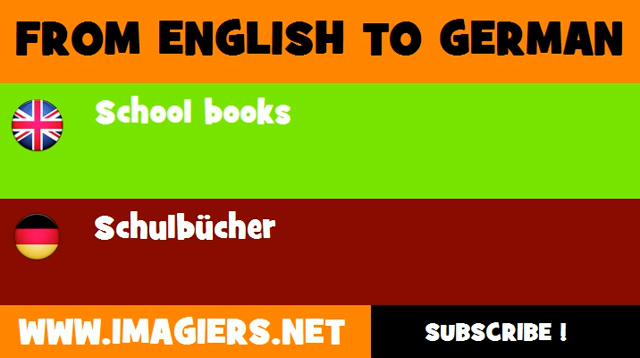 FROM ENGLISH TO GERMAN
School books
Schulbücher
WWW.IMAGIERS.NET
SUBSCRIBE !